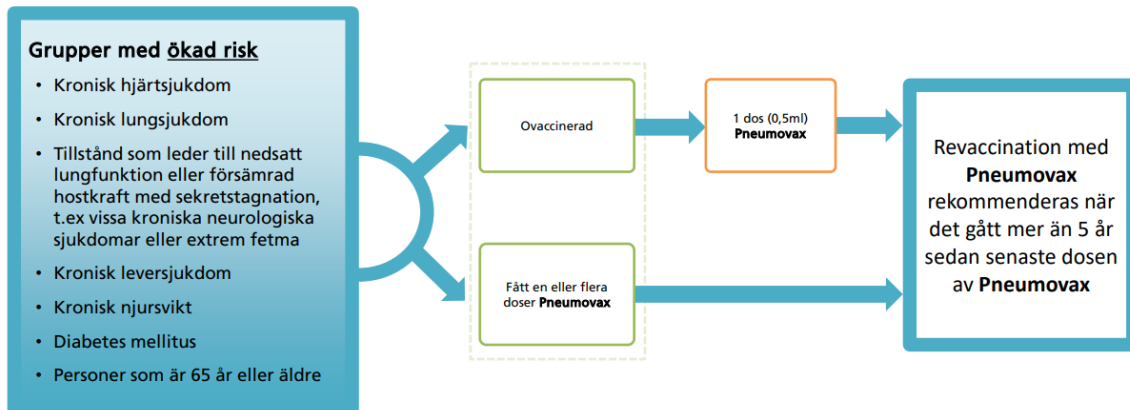 Grupper med ökad risk
• Kronisk hjärtsjukdom
• Kronisk lungsjukdom
• Tillstånd som leder till nedsatt
lungfunktion eller försämrad
hostkraft med sekretstagnation,
t.ex vissa kroniska neurologiska
sjukdomar eller extrem fetma
• Kronisk leversjukdom
• Kronisk njursvikt
• Diabetes mellitus
• Personer som är 65 år eller äldre
Ovaccinerad
1 dos (0,5ml)
Pneumovax
Fått en eller flera
doser Pneumovax
Revaccination med
Pneumovax
rekommenderas när
det gått mer än 5 år
sedan senaste dosen
av Pneumovax